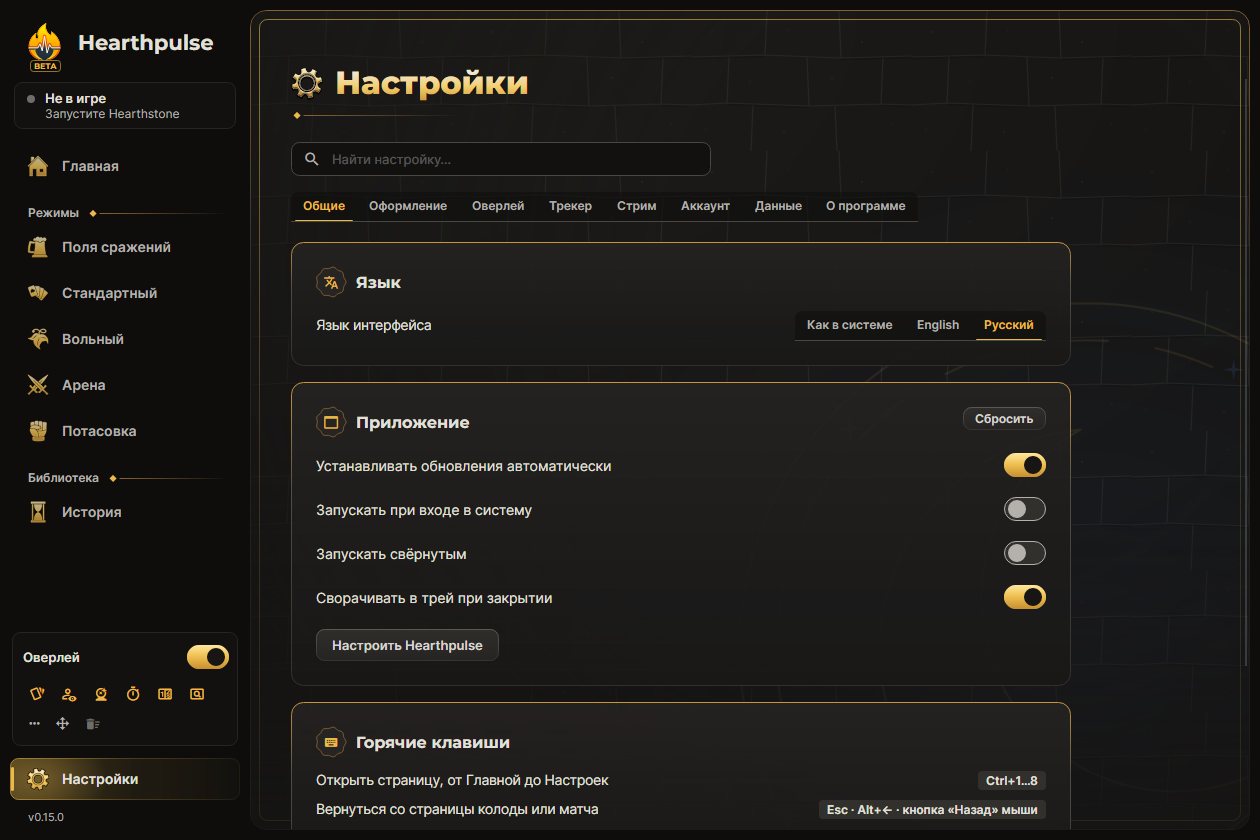 Hearthpulse
BETA
Не в игре
Запустите Hearthstone
Главная
Режимы
Поля сражений
Стандартный
Вольный
Арена
Потасовка
Библиотека
История
Оверлей
Настройки
v0.15.0
Настройки
Найти настройку...
Общие Оформление Оверлей Трекер Стрим Аккаунт Данные О программе
Язык
Язык интерфейса Как в системе English Русский
Приложение Сбросить
Устанавливать обновления автоматически
Запускать при входе в систему
Запускать свёрнутым
Сворачивать в трей при закрытии
Настроить Hearthpulse
Горячие клавиши
Открыть страницу, от Главной до Настроек Ctrl+1…8
Вернуться со страницы колоды или матча Esc · Alt+← · кнопка «Назад» мыши